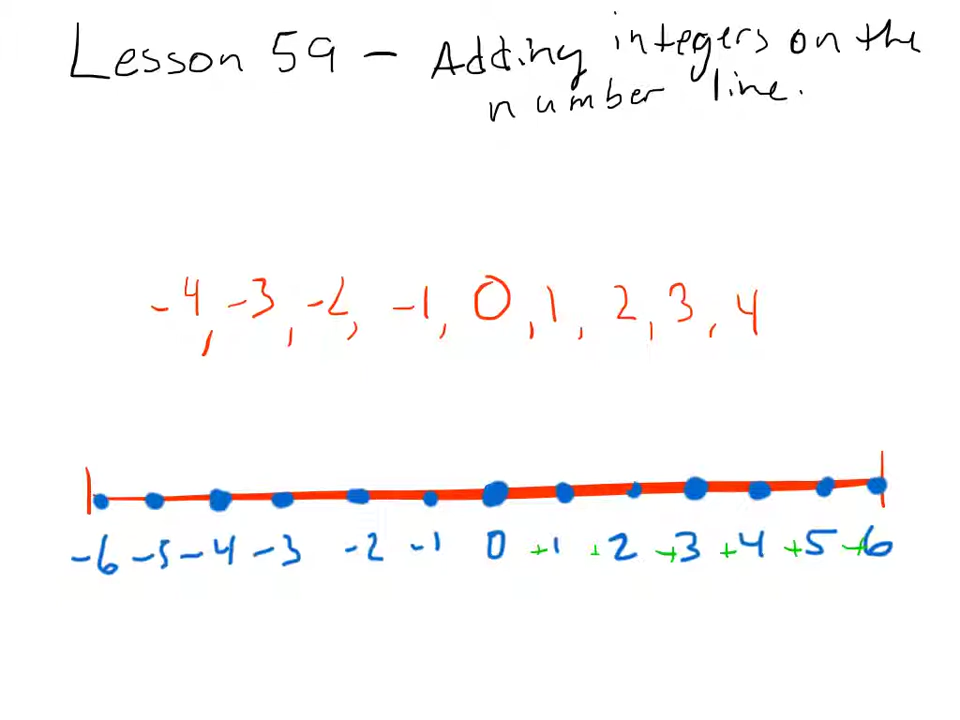 Lesson 59 - Adding integers on the
number line.
-4, -3, -2, -1, 0, 1, 2, 3, 4
-6 -5 -4 -3 -2 -1 0 +1 +2 +3 +4 +5 +6